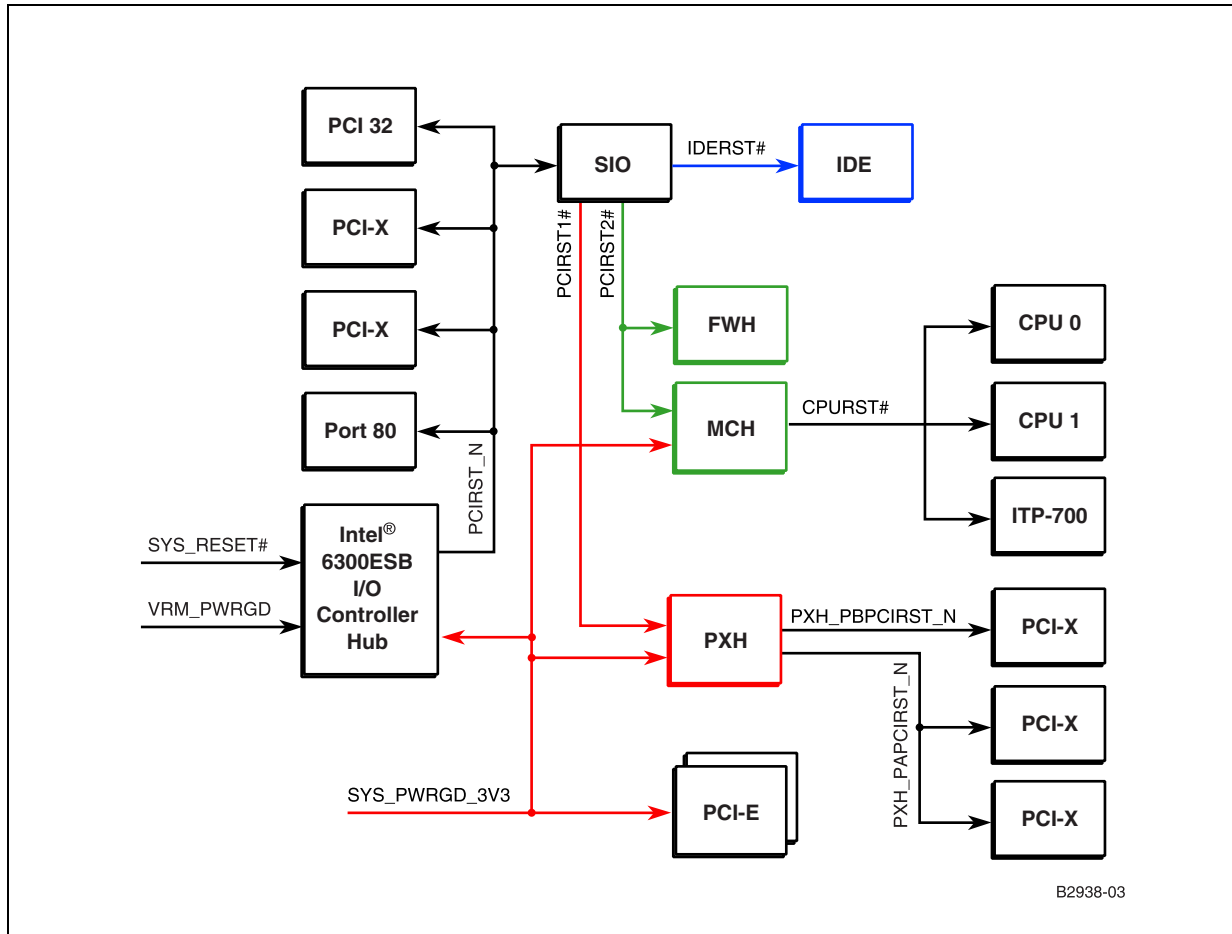 PCI 32
SIO
IDERST#
IDE
PCIRST1#
PCIRST2#
PCI-X
FWH
CPU 0
PCI-X
MCH
CPURST#
CPU 1
Port 80
PCIRST_N
ITP-700
SYS_RESET#
VRM_PWRGD
Intel®
6300ESB
I/O
Controller
Hub
PXH
PXH_PBPCIRST_N
PCI-X
PXH_PAPCIRST_N
PCI-X
SYS_PWRGD_3V3
PCI-E
PCI-X
B2938-03